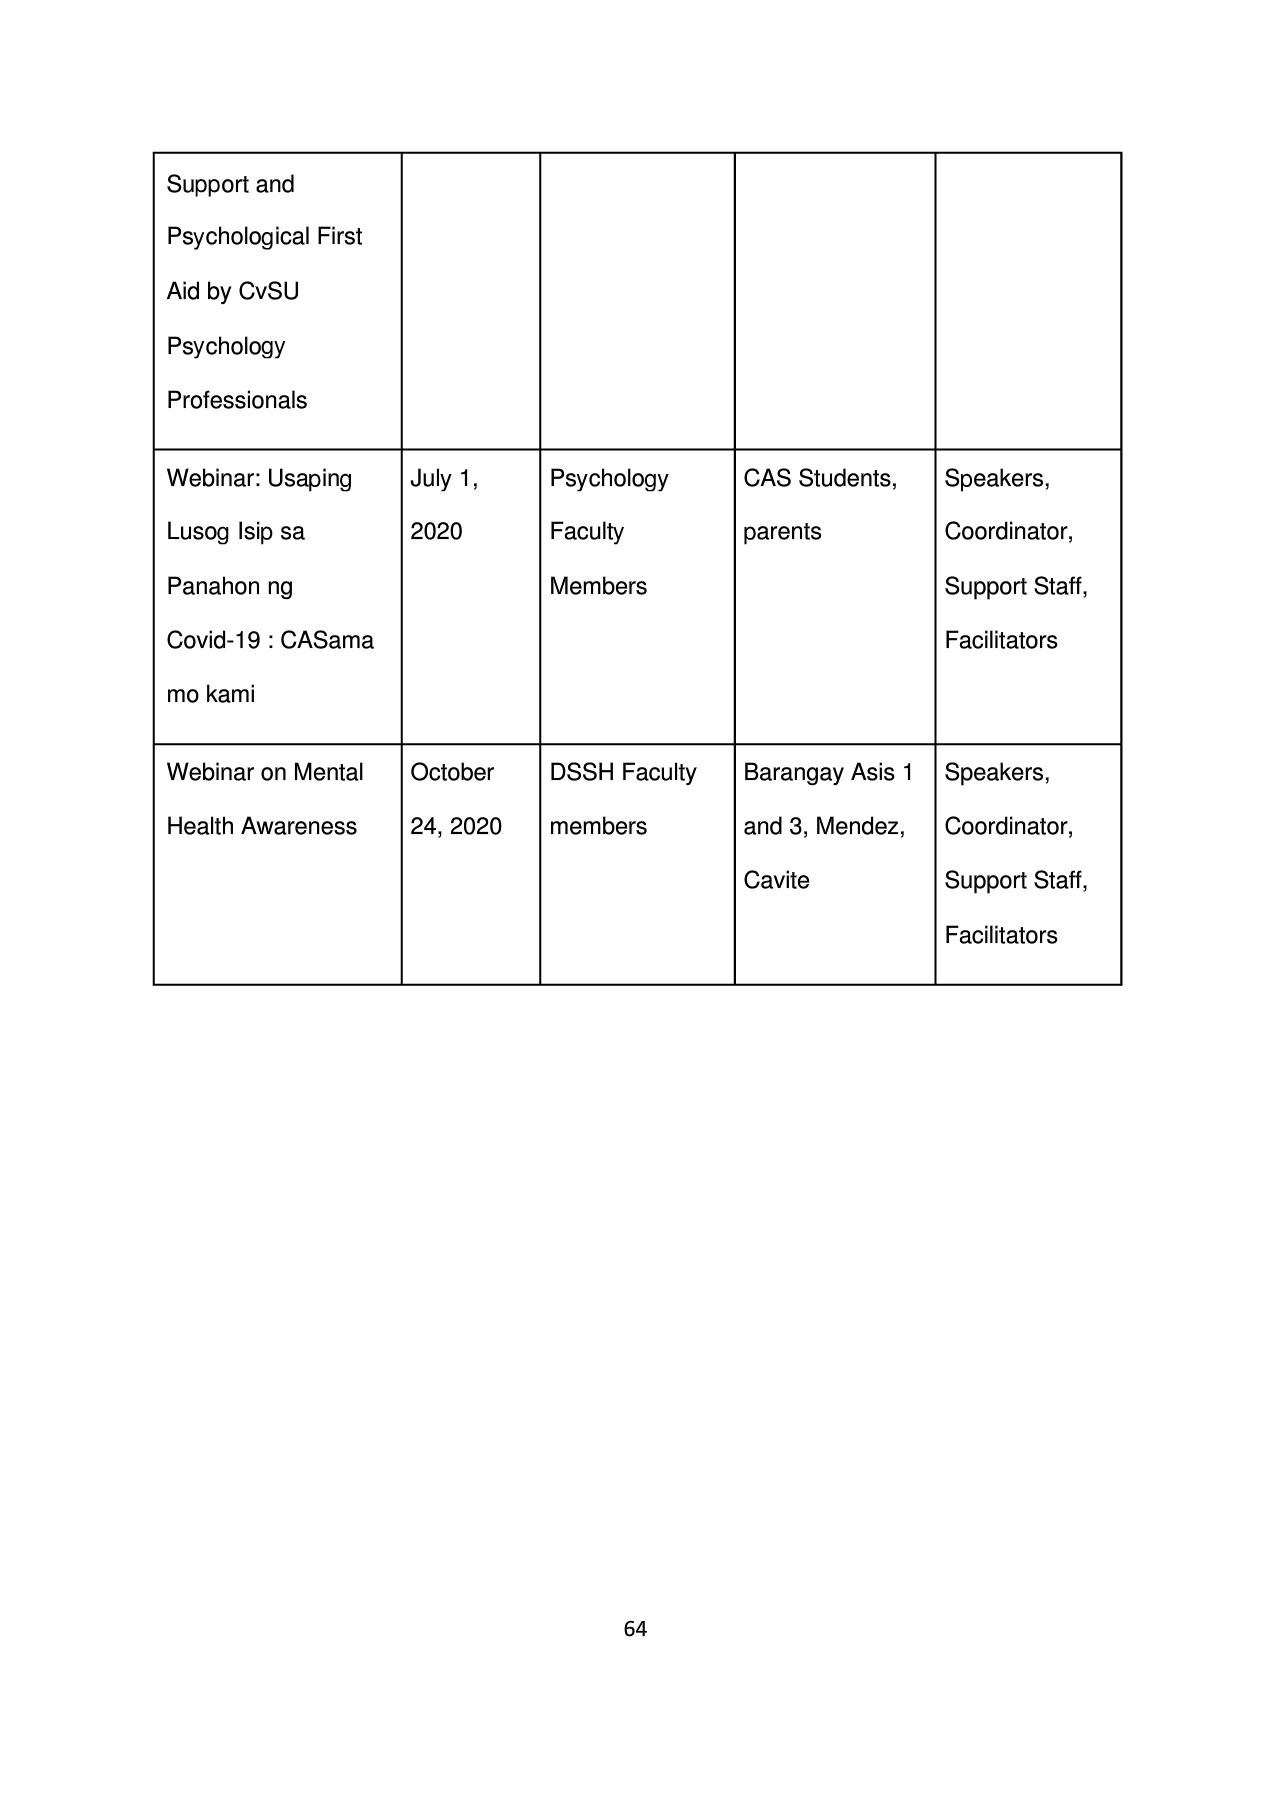 Support and
Psychological First
Aid by CvSU
Psychology
Professionals
Webinar: Usaping
Lusog Isip sa
Panahon ng
Covid-19 : CASama
mo kami
July 1,
2020
Psychology
Faculty
Members
CAS Students,
parents
Speakers,
Coordinator,
Support Staff,
Facilitators
Webinar on Mental
Health Awareness
October
24, 2020
DSSH Faculty
members
Barangay Asis 1
and 3, Mendez,
Cavite
Speakers,
Coordinator,
Support Staff,
Facilitators
64